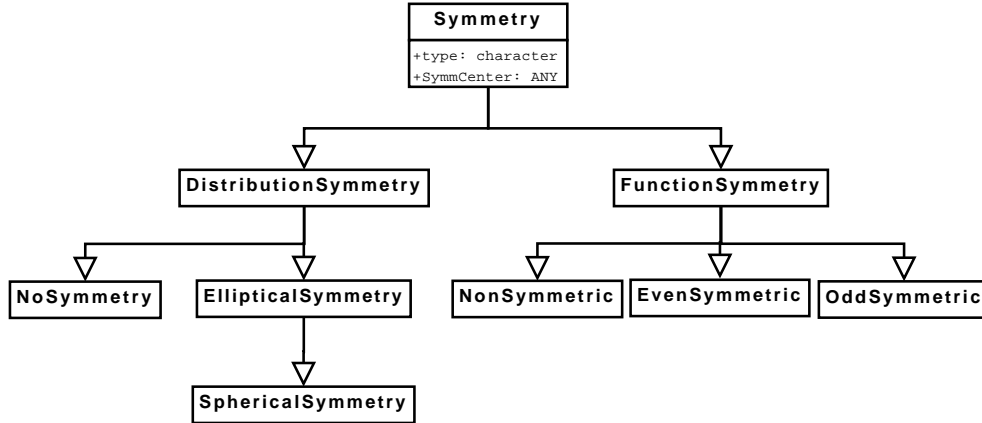 Symmetry
+type: character
+SymmCenter: ANY
DistributionSymmetry
FunctionSymmetry
NoSymmetry
EllipticalSymmetry
NonSymmetric
EvenSymmetric
OddSymmetric
SphericalSymmetry